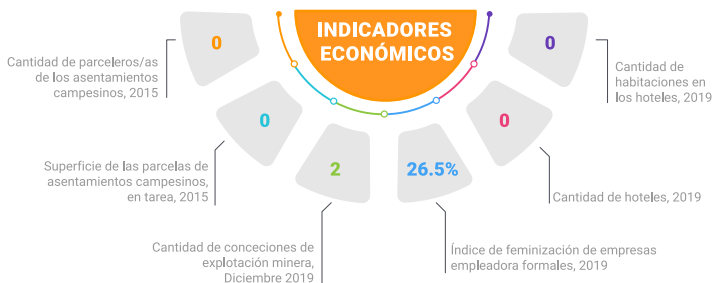 INDICADORES
ECONÓMICOS
0
Cantidad de parceleros/as
de los asentamientos
campesinos, 2015
0
Superficie de las parcelas de
asentamientos campesinos,
en tarea, 2015
2
Cantidad de conceciones de
explotación minera,
Diciembre 2019
26.5%
Índice de feminización de empresas
empleadora formales, 2019
0
Cantidad de hoteles, 2019
0
Cantidad de
habitaciones en
los hoteles, 2019